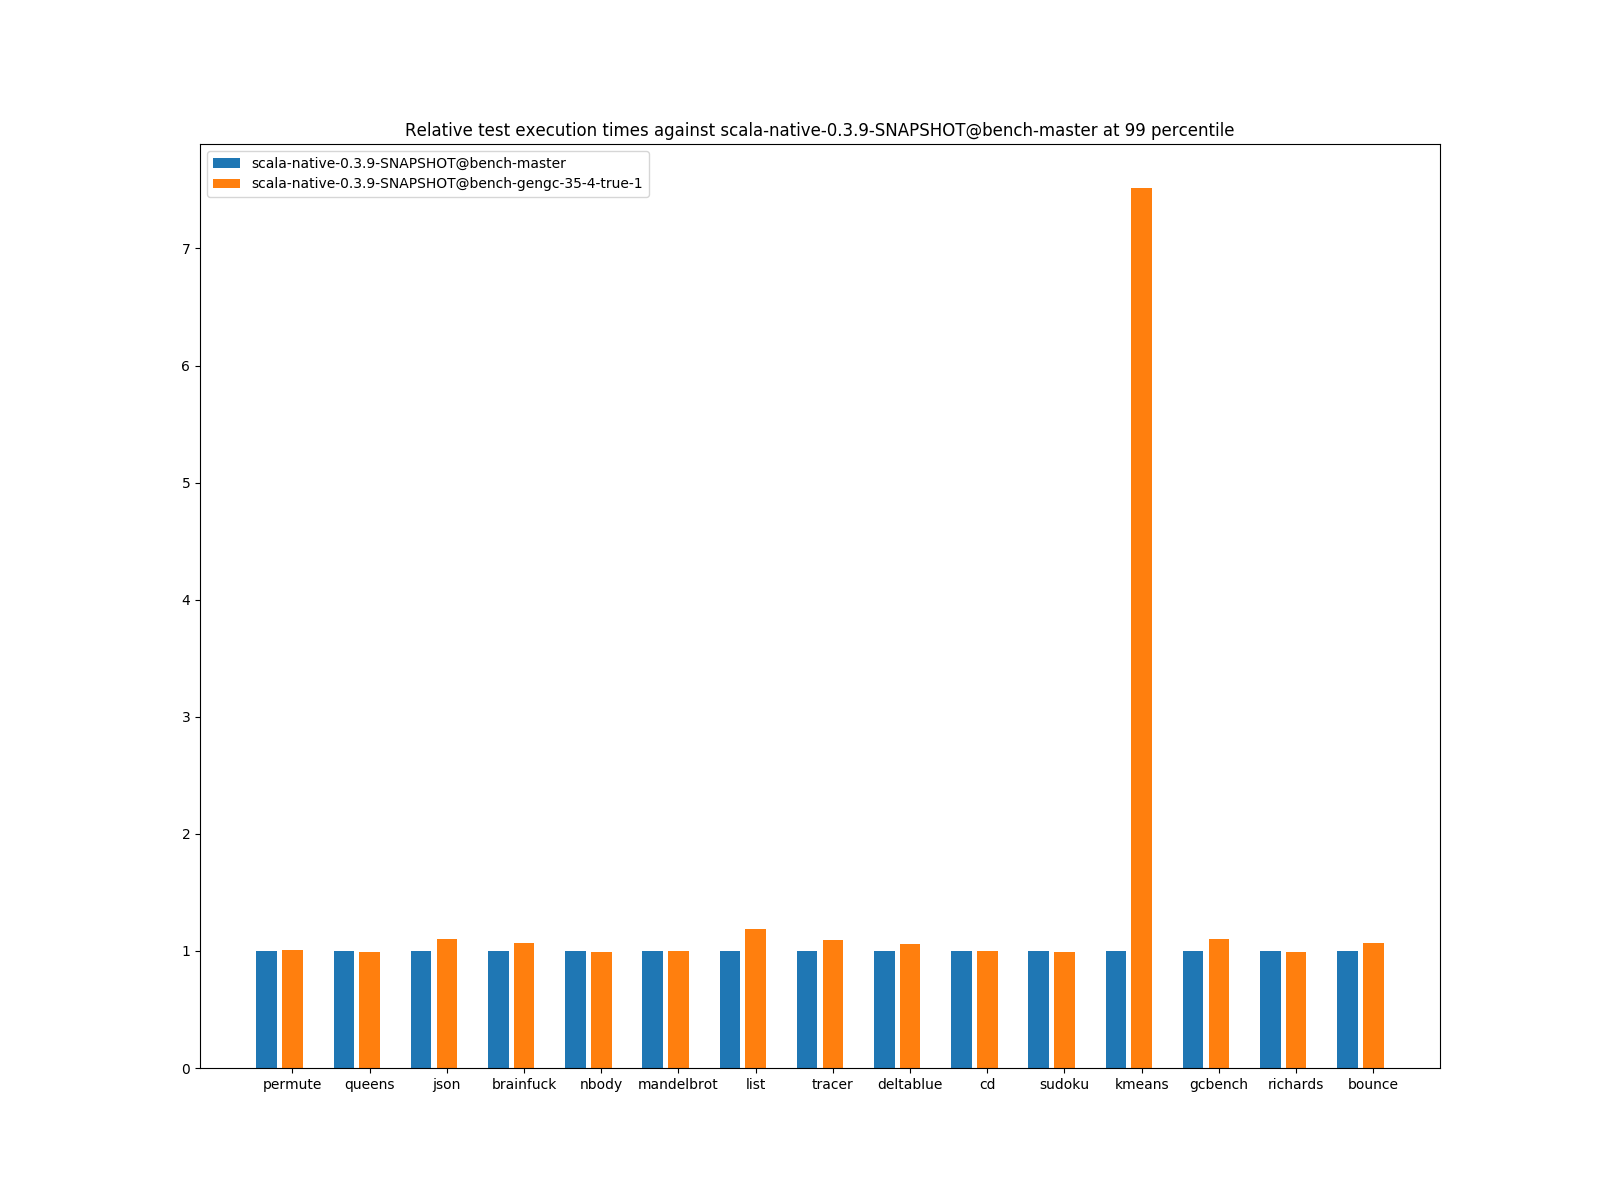 Relative test execution times against scala-native-0.3.9-SNAPSHOT@bench-master at 99 percentile
scala-native-0.3.9-SNAPSHOT@bench-master
scala-native-0.3.9-SNAPSHOT@bench-gengc-35-4-true-1
7
6
5
4
3
2
1
0
permute queens json brainfuck nbody mandelbrot list tracer deltablue cd sudoku kmeans gcbench richards bounce